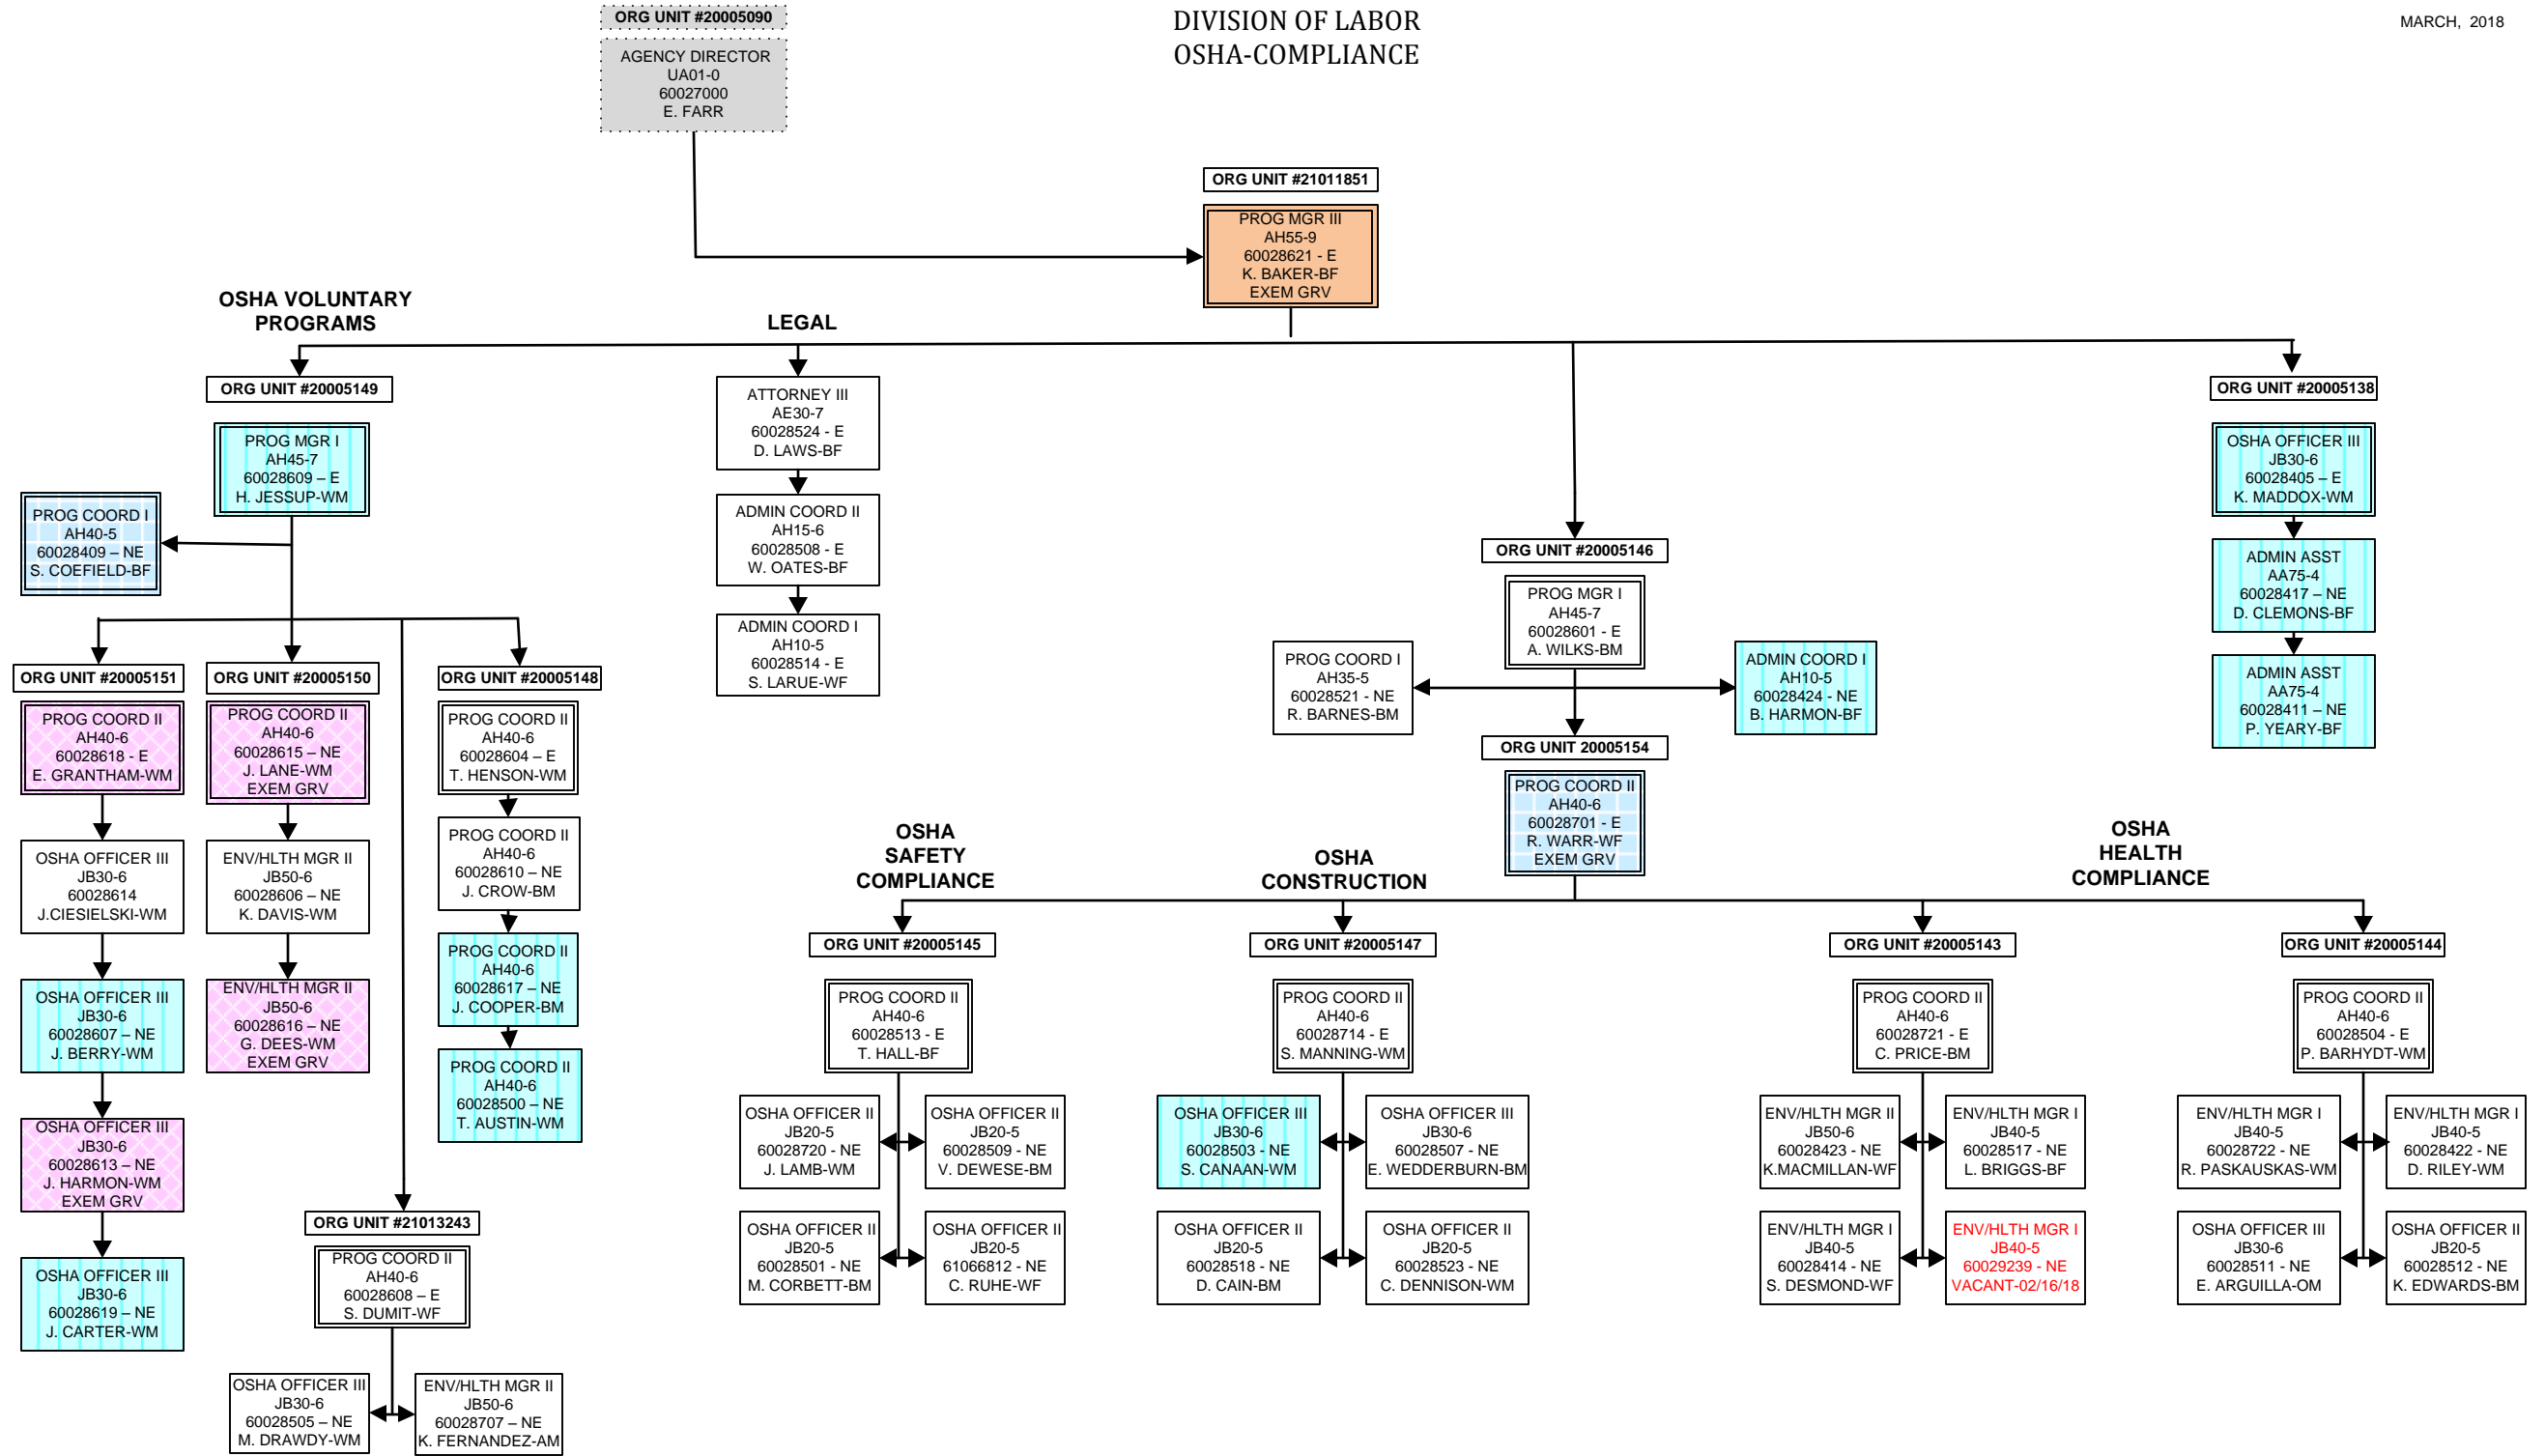 ORG UNIT #20005090
AGENCY DIRECTOR
UA01-0
60027000
E. FARR
DIVISION OF LABOR
OSHA-COMPLIANCE
MARCH, 2018
ORG UNIT #21011851
PROG MGR III
AH55-9
60028621 - E
K. BAKER-BF
EXEM GRV
OSHA VOLUNTARY
PROGRAMS
LEGAL
ORG UNIT #20005149
PROG MGR I
AH45-7
60028609 – E
H. JESSUP-WM
PROG COORD I
AH40-5
60028409 – NE
S. COEFIELD-BF
ORG UNIT #20005151
PROG COORD II
AH40-6
60028618 - E
E. GRANTHAM-WM
OSHA OFFICER III
JB30-6
60028614
J.CIESIELSKI-WM
OSHA OFFICER III
JB30-6
60028607 – NE
J. BERRY-WM
OSHA OFFICER III
JB30-6
60028613 – NE
J. HARMON-WM
EXEM GRV
OSHA OFFICER III
JB30-6
60028619 – NE
J. CARTER-WM
ORG UNIT #20005150
PROG COORD II
AH40-6
60028615 – NE
J. LANE-WM
EXEM GRV
ENV/HLTH MGR II
JB50-6
60028606 – NE
K. DAVIS-WM
ENV/HLTH MGR II
JB50-6
60028616 – NE
G. DEES-WM
EXEM GRV
ORG UNIT #20005148
PROG COORD II
AH40-6
60028604 – E
T. HENSON-WM
PROG COORD II
AH40-6
60028610 – NE
J. CROW-BM
PROG COORD II
AH40-6
60028617 – NE
J. COOPER-BM
PROG COORD II
AH40-6
60028500 – NE
T. AUSTIN-WM
ORG UNIT #21013243
PROG COORD II
AH40-6
60028608 – E
S. DUMIT-WF
OSHA OFFICER III
JB30-6
60028505 – NE
M. DRAWDY-WM
ENV/HLTH MGR II
JB50-6
60028707 – NE
K. FERNANDEZ-AM
ATTORNEY III
AE30-7
60028524 - E
D. LAWS-BF
ADMIN COORD II
AH15-6
60028508 - E
W. OATES-BF
ADMIN COORD I
AH10-5
60028514 - E
S. LARUE-WF
ORG UNIT #20005146
PROG MGR I
AH45-7
60028601 - E
A. WILKS-BM
PROG COORD I
AH35-5
60028521 - NE
R. BARNES-BM
ADMIN COORD I
AH10-5
60028424 - NE
B. HARMON-BF
ORG UNIT 20005154
PROG COORD II
AH40-6
60028701 - E
R. WARR-WF
EXEM GRV
ORG UNIT #20005138
OSHA OFFICER III
JB30-6
60028405 – E
K. MADDOX-WM
ADMIN ASST
AA75-4
60028417 – NE
D. CLEMONS-BF
ADMIN ASST
AA75-4
60028411 – NE
P. YEARY-BF
OSHA
SAFETY
COMPLIANCE
OSHA
CONSTRUCTION
OSHA
HEALTH
COMPLIANCE
ORG UNIT #20005145
PROG COORD II
AH40-6
60028513 - E
T. HALL-BF
OSHA OFFICER II
JB20-5
60028720 - NE
J. LAMB-WM
OSHA OFFICER II
JB20-5
60028509 - NE
V. DEWESE-BM
OSHA OFFICER II
JB20-5
60028501 - NE
M. CORBETT-BM
OSHA OFFICER II
JB20-5
61066812 - NE
C. RUHE-WF
ORG UNIT #20005147
PROG COORD II
AH40-6
60028714 - E
S. MANNING-WM
OSHA OFFICER III
JB30-6
60028503 - NE
S. CANAAN-WM
OSHA OFFICER III
JB30-6
60028507 - NE
E. WEDDERBURN-BM
OSHA OFFICER II
JB20-5
60028518 - NE
D. CAIN-BM
OSHA OFFICER II
JB20-5
60028523 - NE
C. DENNISON-WM
ORG UNIT #20005143
PROG COORD II
AH40-6
60028721 - E
C. PRICE-BM
ENV/HLTH MGR II
JB50-6
60028423 - NE
K.MACMILLAN-WF
ENV/HLTH MGR I
JB40-5
60028517 - NE
L. BRIGGS-BF
ENV/HLTH MGR I
JB40-5
60028414 - NE
S. DESMOND-WF
ENV/HLTH MGR I
JB40-5
60029239 - NE
VACANT-02/16/18
ORG UNIT #20005144
PROG COORD II
AH40-6
60028504 - E
P. BARHYDT-WM
ENV/HLTH MGR I
JB40-5
60028722 - NE
R. PASKAUSKAS-WM
ENV/HLTH MGR I
JB40-5
60028422 - NE
D. RILEY-WM
OSHA OFFICER III
JB30-6
60028511 - NE
E. ARGUILLA-OM
OSHA OFFICER II
JB20-5
60028512 - NE
K. EDWARDS-BM